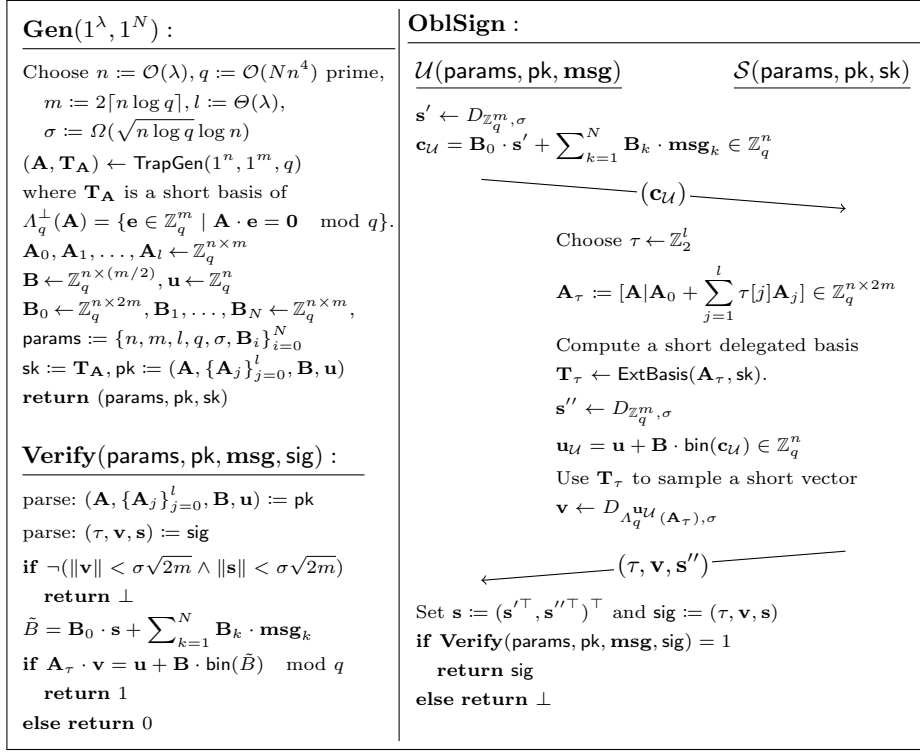 Gen(1^λ, 1^N) :
Choose n := 𝒪(λ), q := 𝒪(Nn^4) prime,
m := 2⌈n log q⌉, l := Θ(λ),
σ := Ω(√(n log q) log n)
(A, T_A) ← TrapGen(1^n, 1^m, q)
where T_A is a short basis of
Λ_q^⊥(A) = {e ∈ ℤ_q^m | A · e = 0 mod q}.
A_0, A_1, . . . , A_l ← ℤ_q^{n×m}
B ← ℤ_q^{n×(m/2)}, u ← ℤ_q^n
B_0 ← ℤ_q^{n×2m}, B_1, . . . , B_N ← ℤ_q^{n×m},
params := {n, m, l, q, σ, B_i}_{i=0}^N
sk := T_A, pk := (A, {A_j}_{j=0}^l, B, u)
return (params, pk, sk)
Verify(params, pk, msg, sig) :
parse: (A, {A_j}_{j=0}^l, B, u) := pk
parse: (τ, v, s) := sig
if ¬(‖v‖ < σ√2m ∧ ‖s‖ < σ√2m)
return ⊥
B̃ = B_0 · s + ∑_{k=1}^N B_k · msg_k
if A_τ · v = u + B · bin(B̃) mod q
return 1
else return 0
OblSign :
𝒰(params, pk, msg) 𝒮(params, pk, sk)
s′ ← D_{ℤ_q^m,σ}
c_𝒰 = B_0 · s′ + ∑_{k=1}^N B_k · msg_k ∈ ℤ_q^n
(c_𝒰)
Choose τ ← ℤ_2^l
A_τ := [A|A_0 + ∑_{j=1}^l τ[j]A_j] ∈ ℤ_q^{n×2m}
Compute a short delegated basis
T_τ ← ExtBasis(A_τ, sk).
s′′ ← D_{ℤ_q^m,σ}
u_𝒰 = u + B · bin(c_𝒰) ∈ ℤ_q^n
Use T_τ to sample a short vector
v ← D_{Λ_q^{u_𝒰}(A_τ),σ}
(τ, v, s′′)
Set s := (s′^⊤, s′′^⊤)^⊤ and sig := (τ, v, s)
if Verify(params, pk, msg, sig) = 1
return sig
else return ⊥